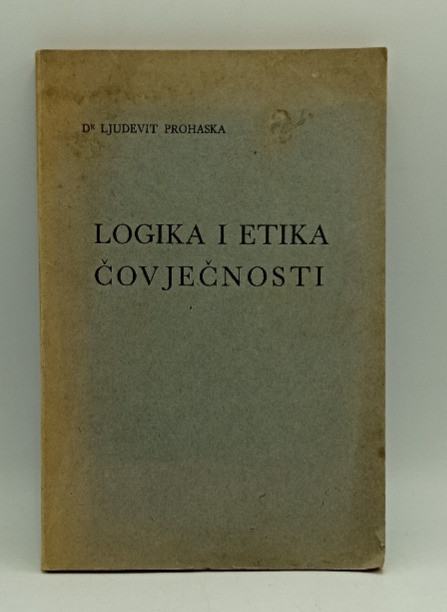 Dʳ LJUDEVIT PROHASKA
LOGIKA I ETIKA
ČOVJEČNOSTI